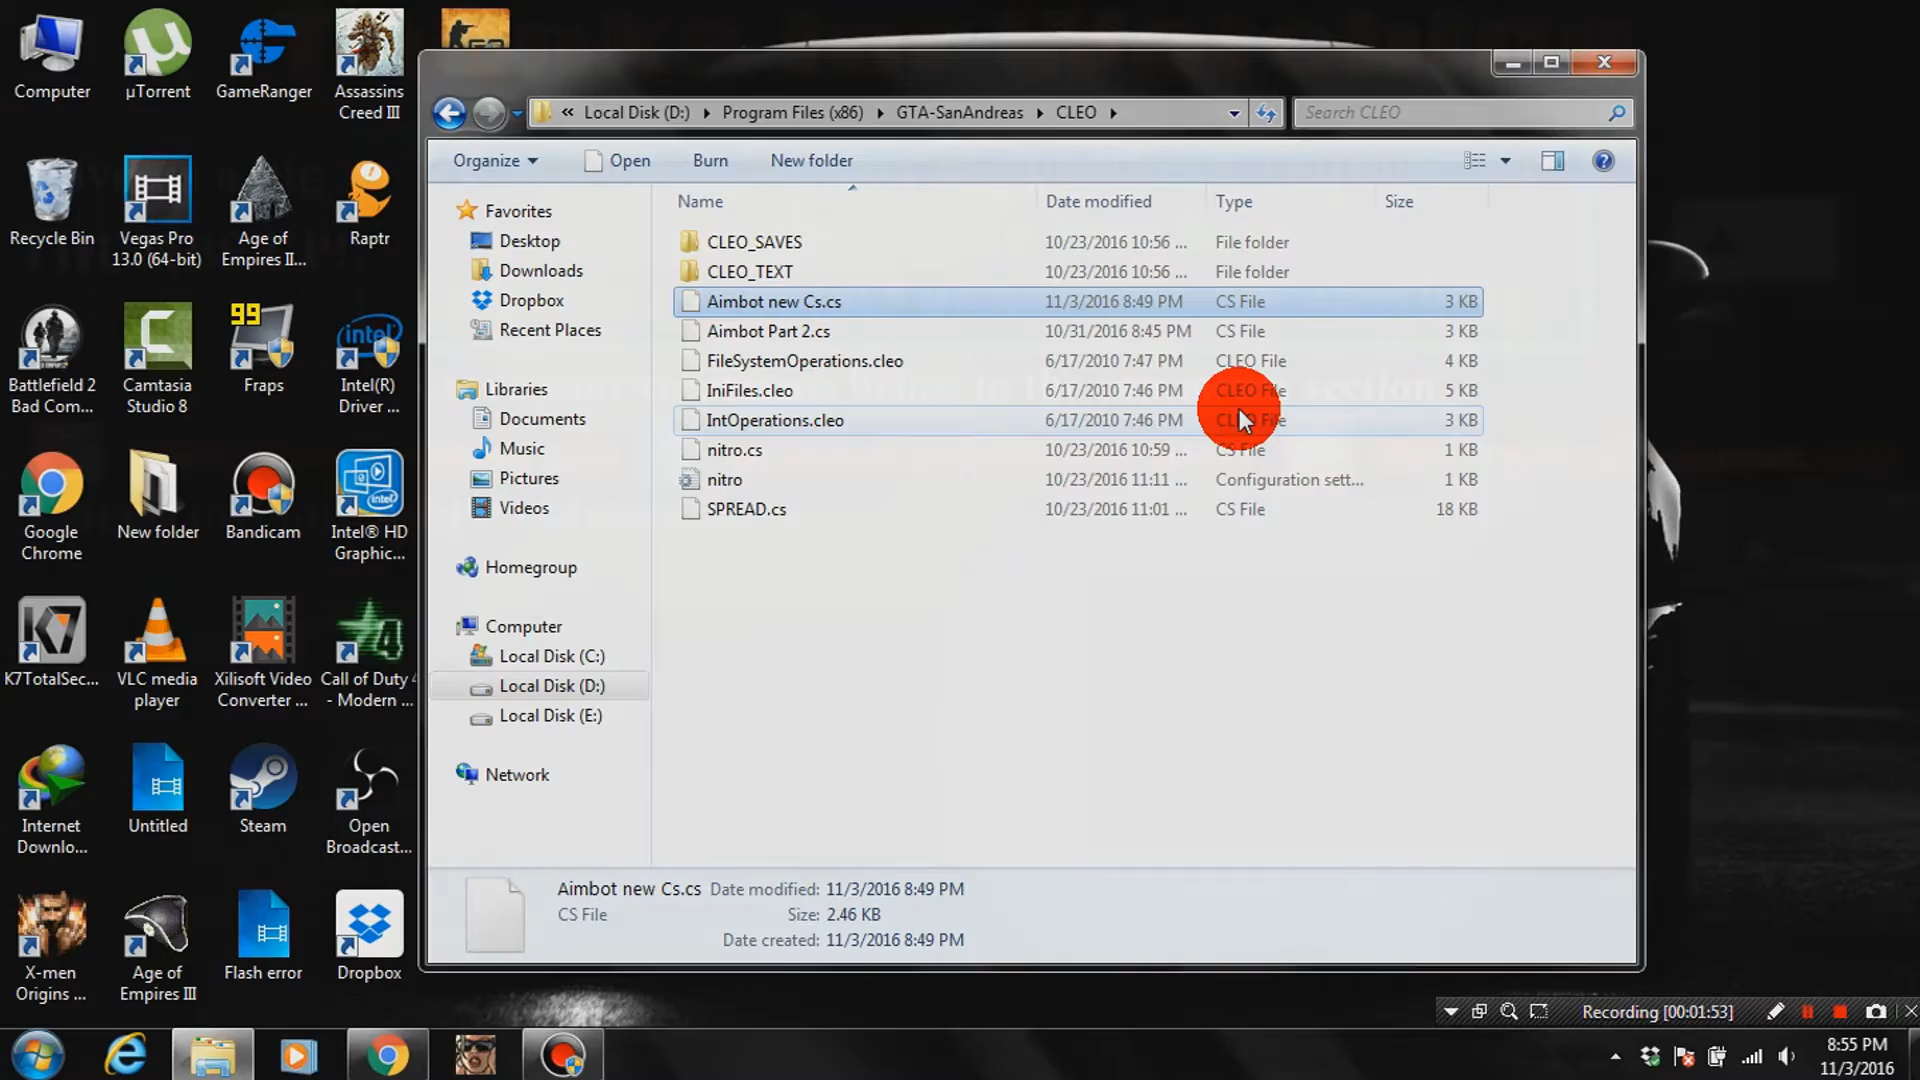 Computer
µTorrent
GameRanger
Assassins
Creed III
Recycle Bin
Vegas Pro
13.0 (64-bit)
Age of
Empires II...
Raptr
Battlefield 2
Bad Com...
Camtasia
Studio 8
99
Fraps
Intel(R)
Driver ...
Google
Chrome
New folder
Bandicam
Intel® HD
Graphic...
K7TotalSec...
VLC media
player
Xilisoft Video
Converter ...
Call of Duty 4
- Modern ...
Internet
Downlo...
Untitled
Steam
Open
Broadcast...
X-men
Origins ...
Age of
Empires III
Flash error
Dropbox
« Local Disk (D:) Program Files (x86) GTA-SanAndreas CLEO
Search CLEO
Organize Open Burn New folder
Favorites
Desktop
Downloads
Dropbox
Recent Places
Libraries
Documents
Music
Pictures
Videos
Homegroup
Computer
Local Disk (C:)
Local Disk (D:)
Local Disk (E:)
Network
Name Date modified Type Size
CLEO_SAVES 10/23/2016 10:56 ... File folder
CLEO_TEXT 10/23/2016 10:56 ... File folder
Aimbot new Cs.cs 11/3/2016 8:49 PM CS File 3 KB
Aimbot Part 2.cs 10/31/2016 8:45 PM CS File 3 KB
FileSystemOperations.cleo 6/17/2010 7:47 PM CLEO File 4 KB
IniFiles.cleo 6/17/2010 7:46 PM CLEO File 5 KB
IntOperations.cleo 6/17/2010 7:46 PM CLEO File 3 KB
nitro.cs 10/23/2016 10:59 ... CS File 1 KB
nitro 10/23/2016 11:11 ... Configuration sett... 1 KB
SPREAD.cs 10/23/2016 11:01 ... CS File 18 KB
Aimbot new Cs.cs Date modified: 11/3/2016 8:49 PM
CS File Size: 2.46 KB
Date created: 11/3/2016 8:49 PM
Recording [00:01:53]
8:55 PM
11/3/2016